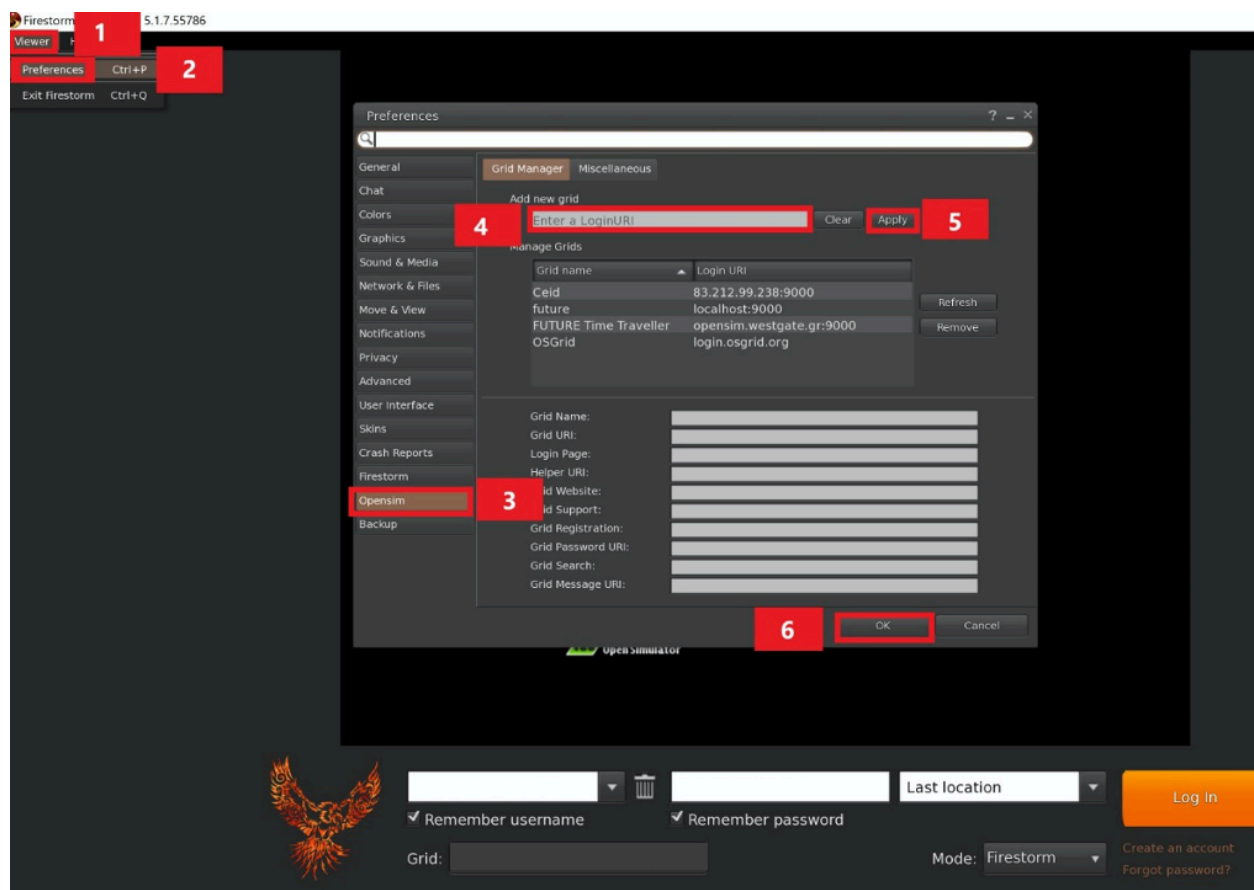 Firestorm 5.1.7.55786
1
Viewer
Preferences Ctrl+P
2
Exit Firestorm Ctrl+Q
Preferences ? _ ×
General
Chat
Colors
Graphics
Sound & Media
Network & Files
Move & View
Notifications
Privacy
Advanced
User Interface
Skins
Crash Reports
Firestorm
Opensim
Backup
3
Grid Manager Miscellaneous
Add new grid
4
Enter a LoginURI Clear Apply
5
Manage Grids
Grid name Login URI
Ceid 83.212.99.238:9000
future localhost:9000
FUTURE Time Traveller opensim.westgate.gr:9000
OSGrid login.osgrid.org
Refresh
Remove
Grid Name:
Grid URI:
Login Page:
Helper URI:
Website:
Support:
Grid Registration:
Grid Password URI:
Grid Search:
Grid Message URI:
6
OK Cancel
OpenSimulator
Last location
Log In
Remember username Remember password
Grid: Mode: Firestorm
Create an account
Forgot password?